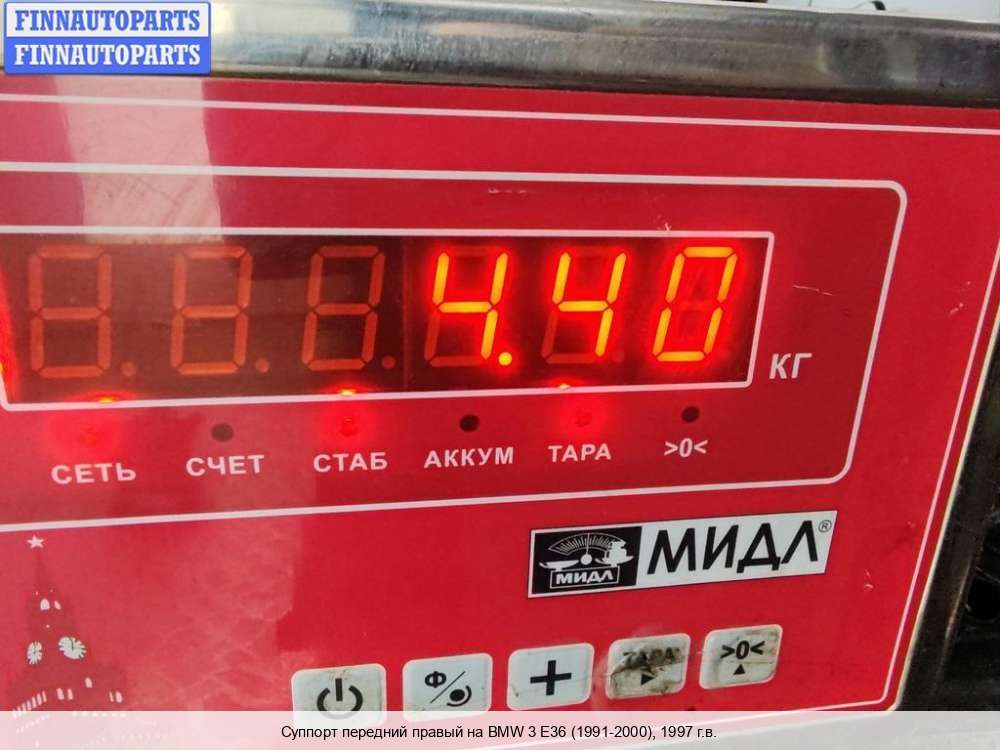 FINNAUTOPARTS
FINNAUTOPARTS
4.40
КГ
СЕТЬ СЧЕТ СТАБ АККУМ ТАРА >0<
МИДЛ МИДЛ®
Ф + ТАРА >0<
Суппорт передний правый на BMW 3 E36 (1991-2000), 1997 г.в.